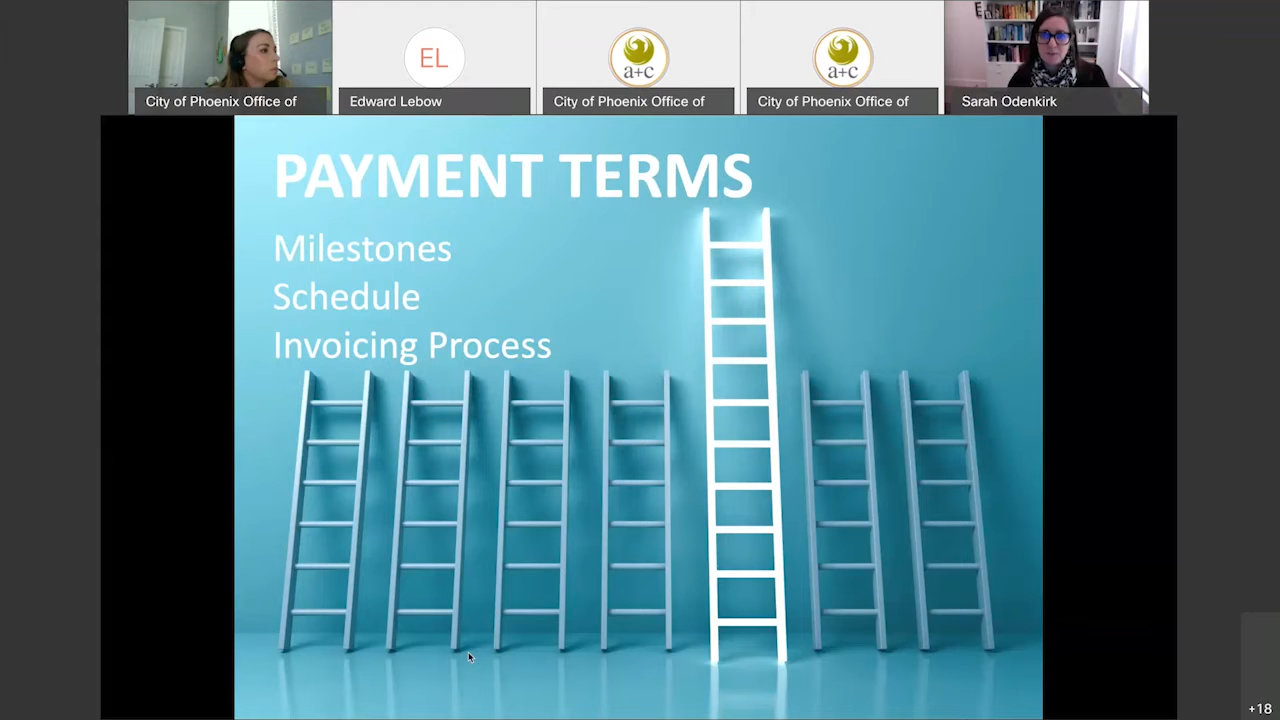 EL
a+c
a+c
City of Phoenix Office of
Edward Lebow
City of Phoenix Office of
City of Phoenix Office of
Sarah Odenkirk
PAYMENT TERMS
Milestones
Schedule
Invoicing Process
+18